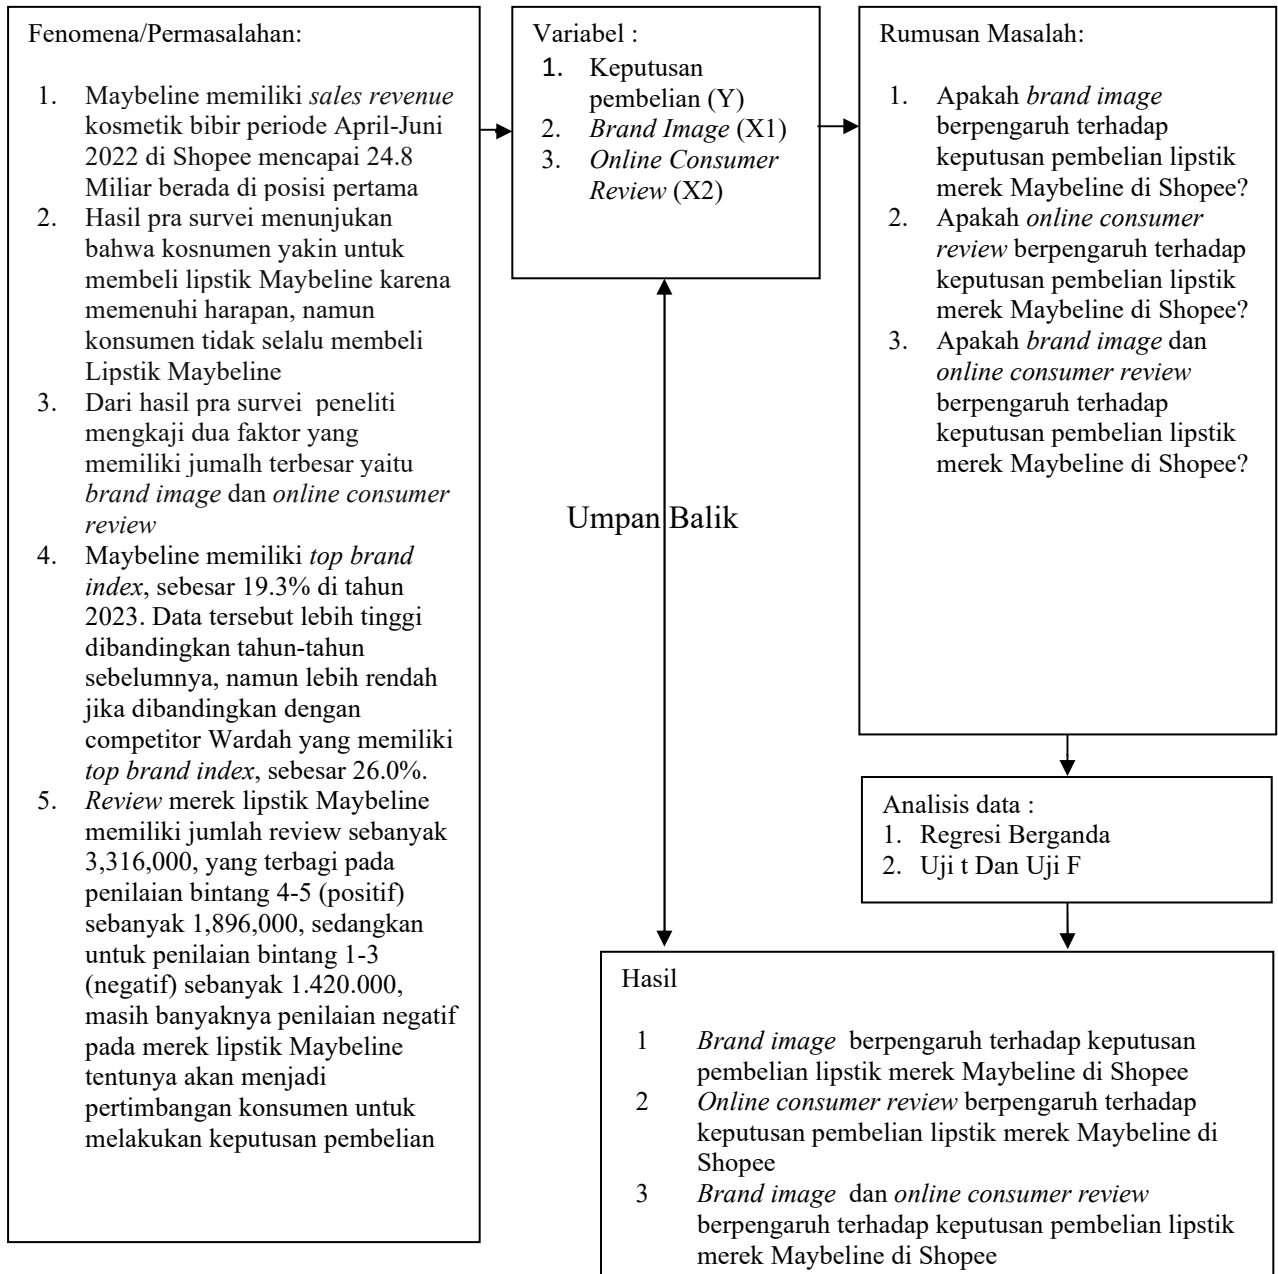 Fenomena/Permasalahan:
1. Maybeline memiliki sales revenue
kosmetik bibir periode April-Juni
2022 di Shopee mencapai 24.8
Miliar berada di posisi pertama
2. Hasil pra survei menunjukan
bahwa kosnumen yakin untuk
membeli lipstik Maybeline karena
memenuhi harapan, namun
konsumen tidak selalu membeli
Lipstik Maybeline
3. Dari hasil pra survei peneliti
mengkaji dua faktor yang
memiliki jumalh terbesar yaitu
brand image dan online consumer
review
4. Maybeline memiliki top brand
index, sebesar 19.3% di tahun
2023. Data tersebut lebih tinggi
dibandingkan tahun-tahun
sebelumnya, namun lebih rendah
jika dibandingkan dengan
competitor Wardah yang memiliki
top brand index, sebesar 26.0%.
5. Review merek lipstik Maybeline
memiliki jumlah review sebanyak
3,316,000, yang terbagi pada
penilaian bintang 4-5 (positif)
sebanyak 1,896,000, sedangkan
untuk penilaian bintang 1-3
(negatif) sebanyak 1.420.000,
masih banyaknya penilaian negatif
pada merek lipstik Maybeline
tentunya akan menjadi
pertimbangan konsumen untuk
melakukan keputusan pembelian
Variabel :
1. Keputusan
pembelian (Y)
2. Brand Image (X1)
3. Online Consumer
Review (X2)
Rumusan Masalah:
1. Apakah brand image
berpengaruh terhadap
keputusan pembelian lipstik
merek Maybeline di Shopee?
2. Apakah online consumer
review berpengaruh terhadap
keputusan pembelian lipstik
merek Maybeline di Shopee?
3. Apakah brand image dan
online consumer review
berpengaruh terhadap
keputusan pembelian lipstik
merek Maybeline di Shopee?
Umpan Balik
Analisis data :
1. Regresi Berganda
2. Uji t Dan Uji F
Hasil
1 Brand image berpengaruh terhadap keputusan
pembelian lipstik merek Maybeline di Shopee
2 Online consumer review berpengaruh terhadap
keputusan pembelian lipstik merek Maybeline di
Shopee
3 Brand image dan online consumer review
berpengaruh terhadap keputusan pembelian lipstik
merek Maybeline di Shopee